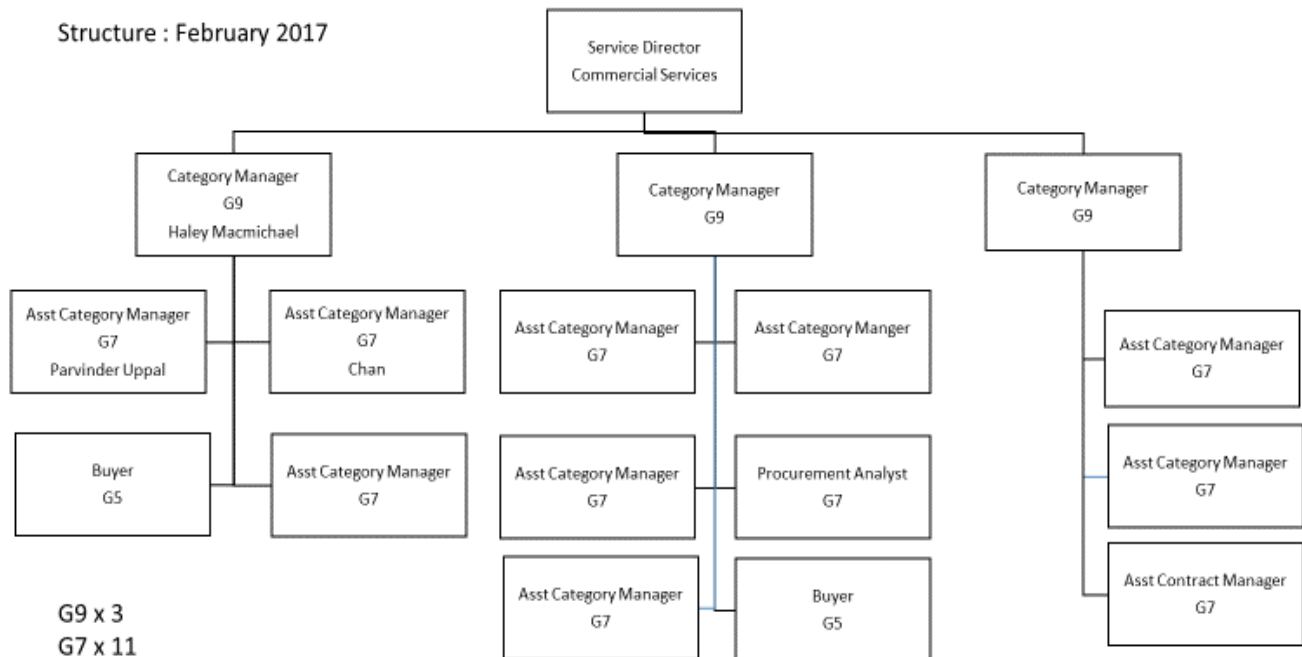 Structure : February 2017
Service Director
Commercial Services
Category Manager
G9
Haley Macmichael
Category Manager
G9
Category Manager
G9
Asst Category Manager
G7
Parvinder Uppal
Asst Category Manager
G7
Chan
Asst Category Manager
G7
Asst Category Manger
G7
Asst Category Manager
G7
Buyer
G5
Asst Category Manager
G7
Asst Category Manager
G7
Procurement Analyst
G7
Asst Category Manager
G7
Asst Category Manager
G7
Buyer
G5
Asst Contract Manager
G7
G9 x 3
G7 x 11